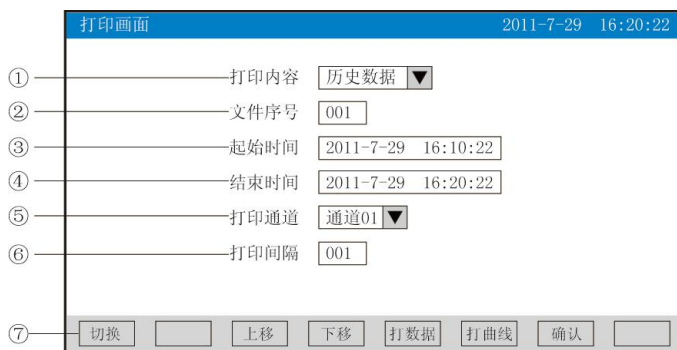 打印画面 2011-7-29 16:20:22
① 打印内容 历史数据
② 文件序号 001
③ 起始时间 2011-7-29 16:10:22
④ 结束时间 2011-7-29 16:20:22
⑤ 打印通道 通道01
⑥ 打印间隔 001
⑦ 切换 上移 下移 打数据 打曲线 确认